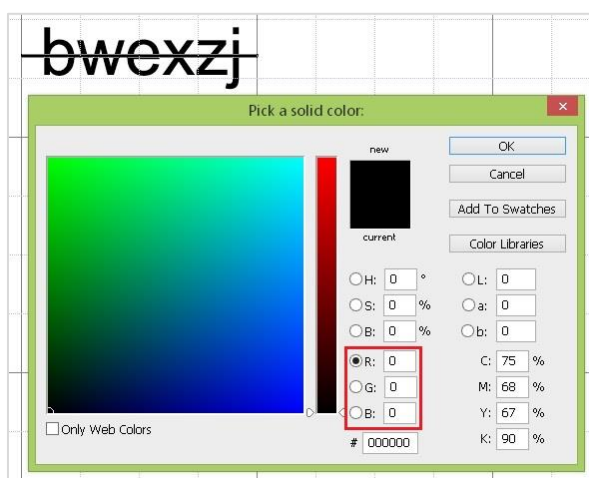 bwexzj
Pick a solid color:
new
current
OK
Cancel
Add To Swatches
Color Libraries
H: 0 °
S: 0 %
B: 0 %
R: 0
G: 0
B: 0
# 000000
L: 0
a: 0
b: 0
C: 75 %
M: 68 %
Y: 67 %
K: 90 %
Only Web Colors